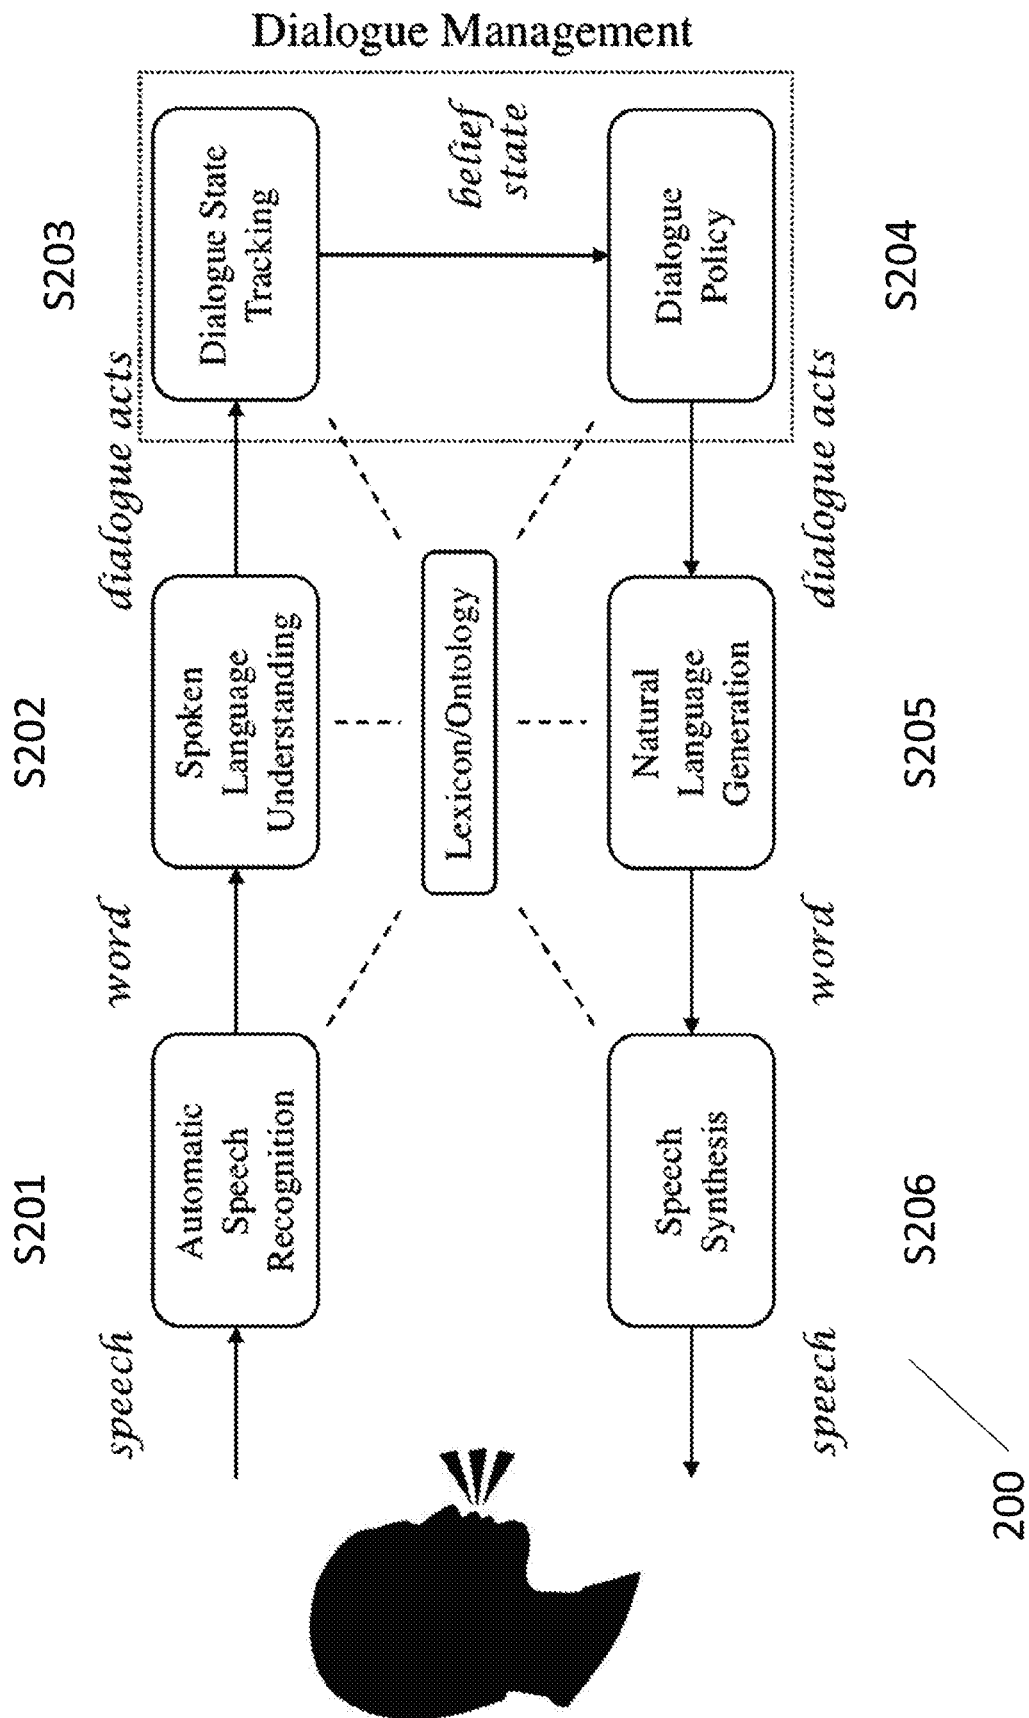 S201
S202
S203
speech
word
dialogue acts
Automatic
Speech
Recognition
Spoken
Language
Understanding
Dialogue State
Tracking
Dialogue Management
Lexicon/Ontology
belief
state
Speech
Synthesis
Natural
Language
Generation
Dialogue
Policy
speech
word
dialogue acts
S206
S205
S204
200